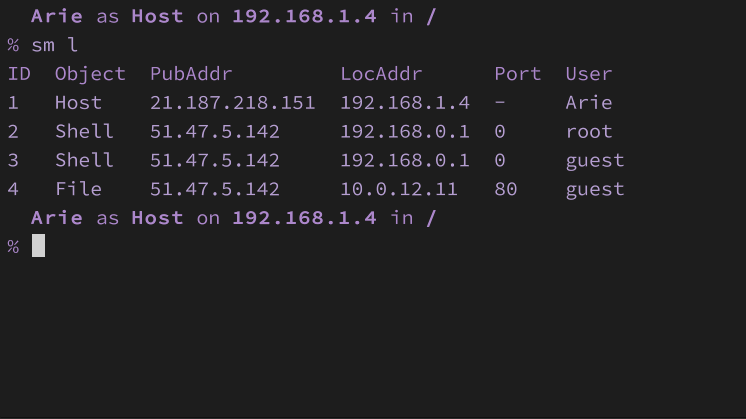 Arie as Host on 192.168.1.4 in /
% sm l
ID Object PubAddr LocAddr Port User
1 Host 21.187.218.151 192.168.1.4 - Arie
2 Shell 51.47.5.142 192.168.0.1 0 root
3 Shell 51.47.5.142 192.168.0.1 0 guest
4 File 51.47.5.142 10.0.12.11 80 guest
Arie as Host on 192.168.1.4 in /
%